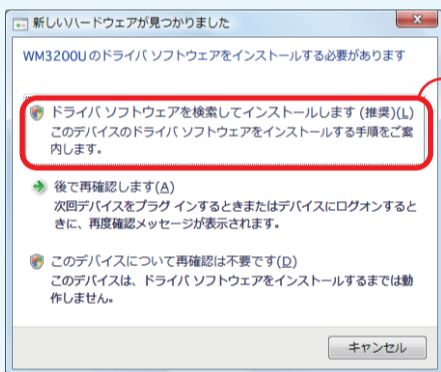 新しいハードウェアが見つかりました
WM3200Uのドライバ ソフトウェアをインストールする必要があります
ドライバ ソフトウェアを検索してインストールします (推奨)(L)
このデバイスのドライバ ソフトウェアをインストールする手順をご案
内します。
後で再確認します(A)
次回デバイスをプラグ インするときまたはデバイスにログオンすると
きに、再度確認メッセージが表示されます。
このデバイスについて再確認は不要です(D)
このデバイスは、ドライバ ソフトウェアをインストールするまでは動
作しません。
キャンセル